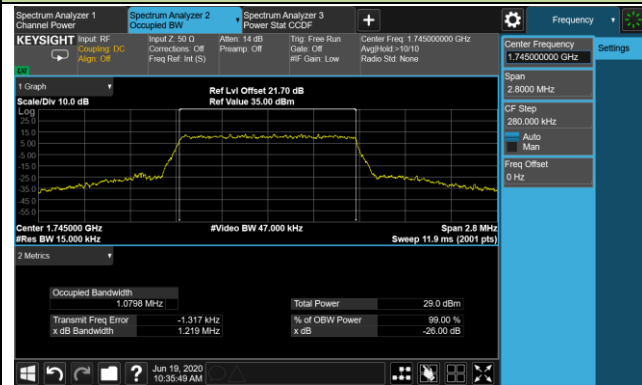 Spectrum Analyzer 1
Channel Power
Spectrum Analyzer 2
Occupied BW
Spectrum Analyzer 3
Power Stat CCDF
Frequency
KEYSIGHT
Input: RF
Coupling: DC
Align: Off
Input Z: 50 Ω
Corrections: Off
Freq Ref: Int (S)
Atten: 14 dB
Preamp: Off
Trig: Free Run
Gate: Off
#IF Gain: Low
Center Freq: 1.745000000 GHz
Avg|Hold:>10/10
Radio Std: None
Center Frequency
1.745000000 GHz
Settings
Span
2.8000 MHz
CF Step
280.000 kHz
Auto
Man
Freq Offset
0 Hz
1 Graph
Scale/Div 10.0 dB
Ref Lvl Offset 21.70 dB
Ref Value 35.00 dBm
Log
25.0
15.0
5.00
-5.00
-15.0
-25.0
-35.0
-45.0
-55.0
Center 1.745000 GHz
#Res BW 15.000 kHz
#Video BW 47.000 kHz
Span 2.8 MHz
Sweep 11.9 ms (2001 pts)
2 Metrics
Occupied Bandwidth
1.0798 MHz
Total Power 29.0 dBm
Transmit Freq Error -1.317 kHz
% of OBW Power 99.00 %
x dB Bandwidth 1.219 MHz
x dB -26.00 dB
Jun 19, 2020
10:35:49 AM